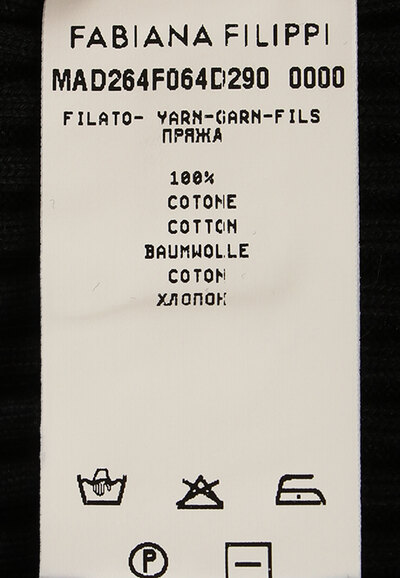 FABIANA FILIPPI
MAD264F064D290 0000
FILATO- YARN-GARN-FILS
ПРЯЖА
100%
COTONE
COTTON
BAUMWOLLE
COTON
ХЛОПОК
P